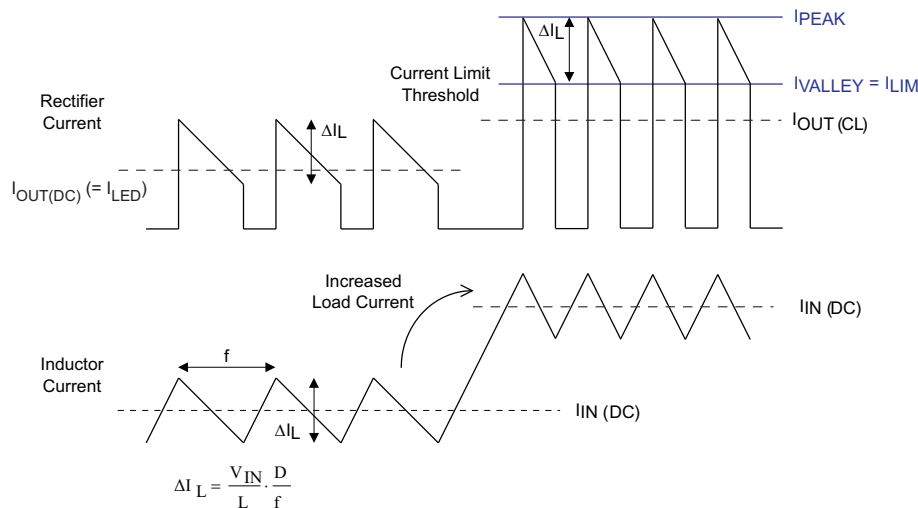 IPEAK
ΔIL
Current Limit
Threshold
IVALLEY = ILIM
Rectifier
Current
ΔIL
IOUT (CL)
IOUT(DC) (= ILED)
Increased
Load Current
IIN (DC)
f
Inductor
Current
IIN (DC)
ΔIL
ΔI L = VIN/L · D/f